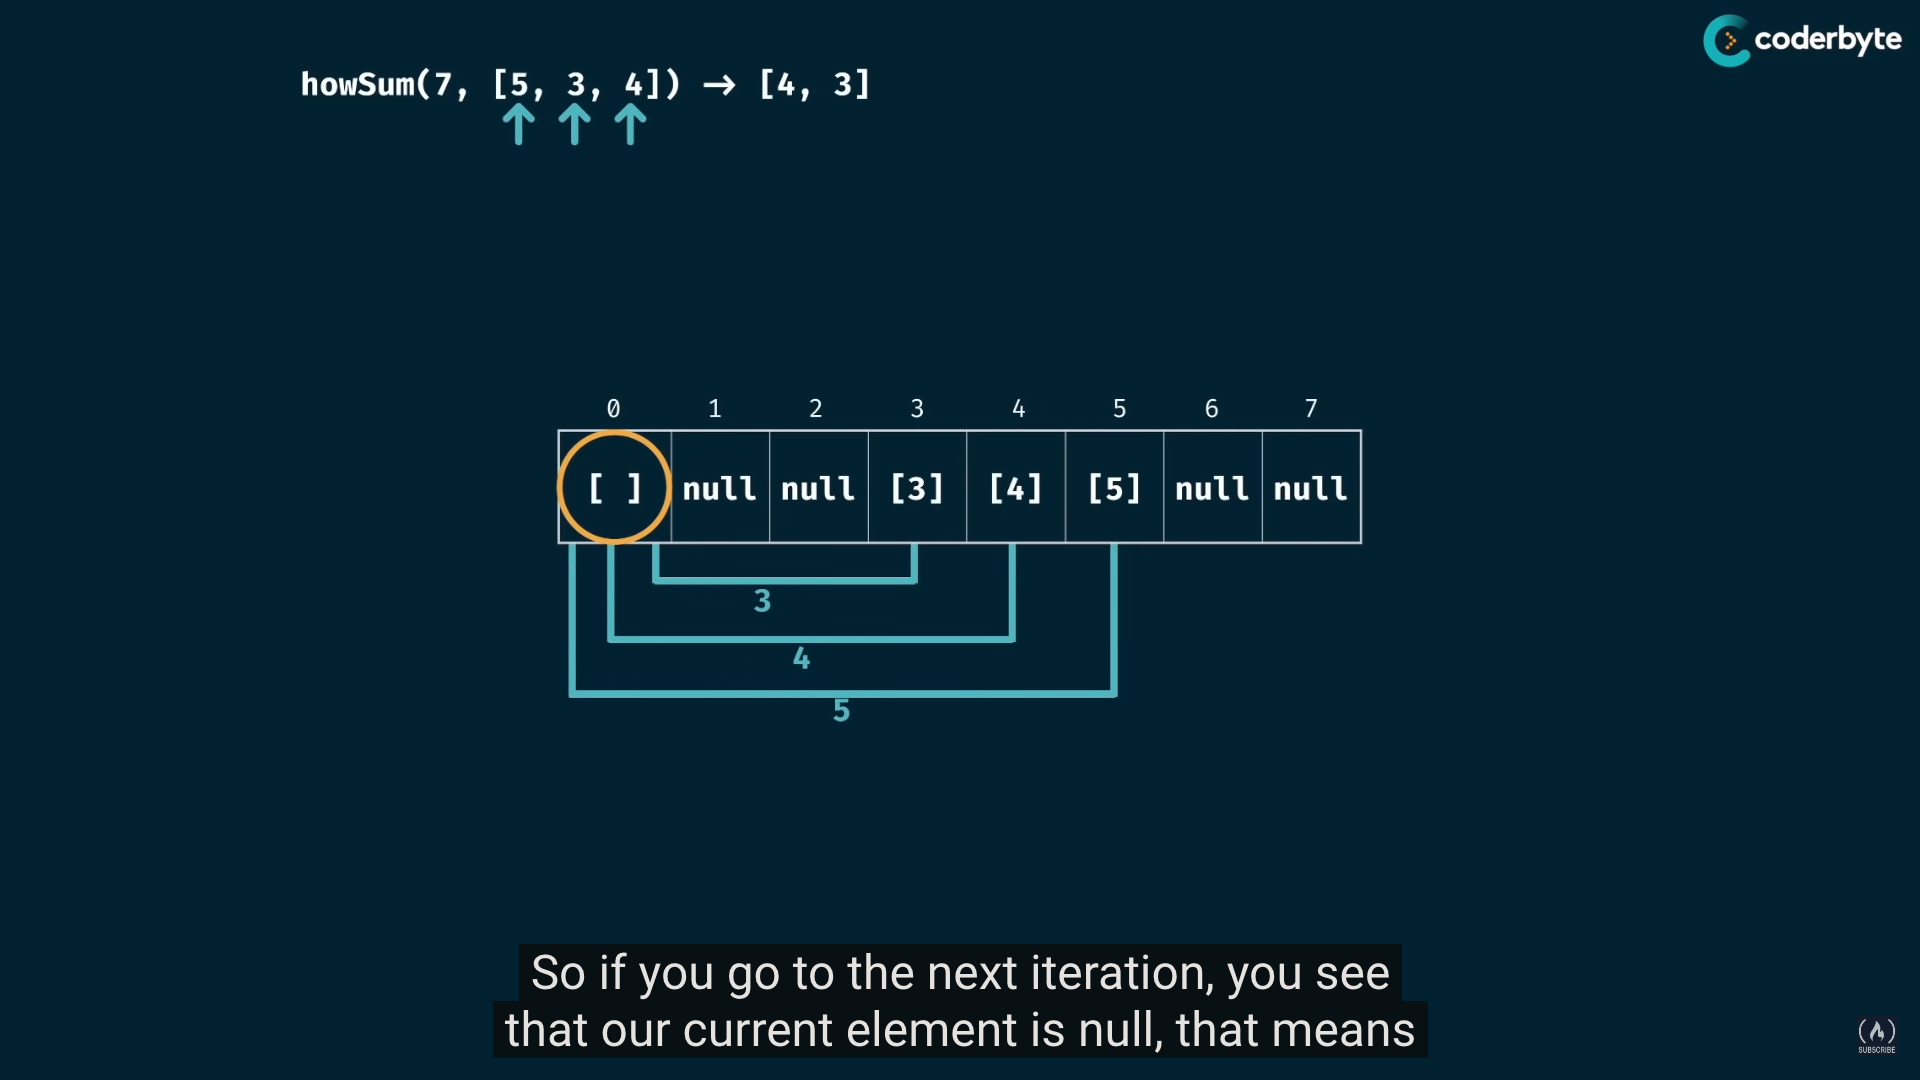 coderbyte
howSum(7, [5, 3, 4]) → [4, 3]
0 1 2 3 4 5 6 7
[ ] null null [3] [4] [5] null null
3
4
5
So if you go to the next iteration, you see
that our current element is null, that means
SUBSCRIBE